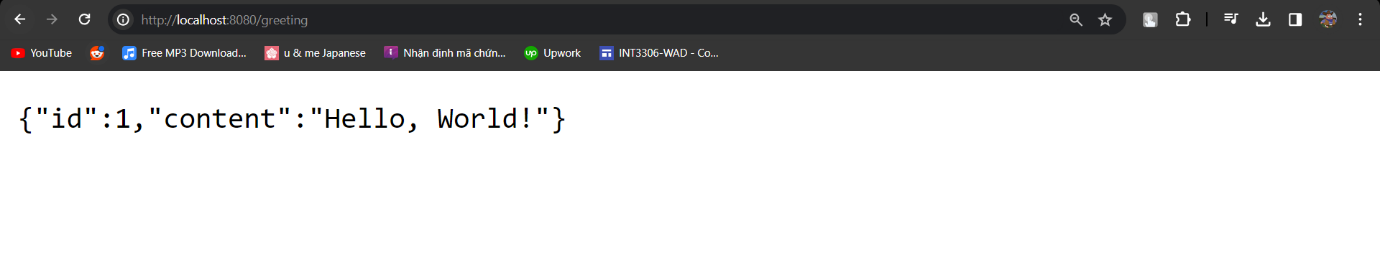 http://localhost:8080/greeting
YouTube Free MP3 Download... u & me Japanese Nhận định mã chứn... up Upwork INT3306-WAD - Co...
{"id":1,"content":"Hello, World!"}